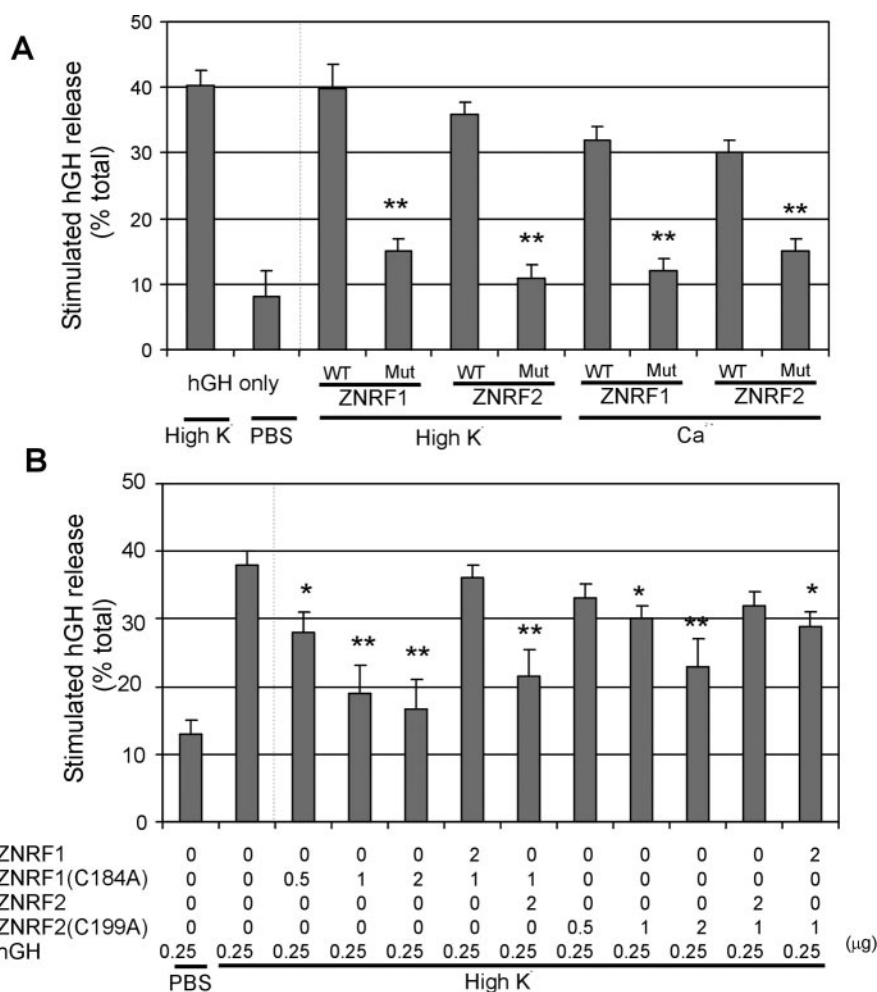 A
Stimulated hGH release
(% total)
50
40
30
20
10
0
** ** ** **
WT Mut WT Mut WT Mut WT Mut
hGH only ZNRF1 ZNRF2 ZNRF1 ZNRF2
High K PBS High K Ca
B
Stimulated hGH release
(% total)
50
40
30
20
10
0
* ** ** ** * ** *
ZNRF1 0 0 0 0 0 2 0 0 0 0 0 2
ZNRF1(C184A) 0 0 0.5 1 2 1 1 0 0 0 0 0
ZNRF2 0 0 0 0 0 0 2 0 0 0 2 0
ZNRF2(C199A) 0 0 0 0 0 0 0 0.5 1 2 1 1
hGH 0.25 0.25 0.25 0.25 0.25 0.25 0.25 0.25 0.25 0.25 0.25 0.25 (μg)
PBS High K